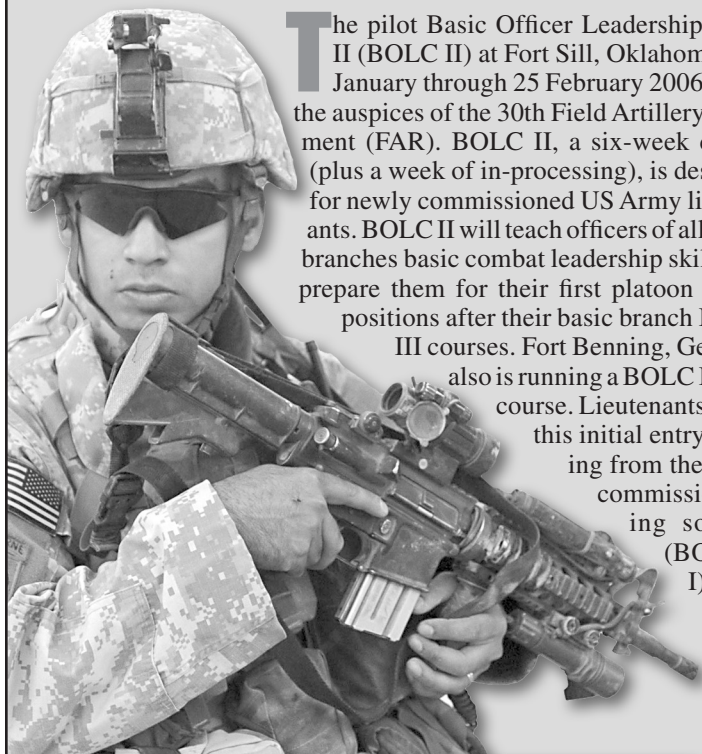 The pilot Basic Officer Leadership
II (BOLC II) at Fort Sill, Oklahom
January through 25 February 2006
the auspices of the 30th Field Artillery
ment (FAR). BOLC II, a six-week
(plus a week of in-processing), is des
for newly commissioned US Army li
ants. BOLC II will teach officers of all
branches basic combat leadership skil
prepare them for their first platoon
positions after their basic branch
III courses. Fort Benning, Ge
also is running a BOLC
course. Lieutenants
this initial entry
ing from the
commissi
ing so
(BO
I)